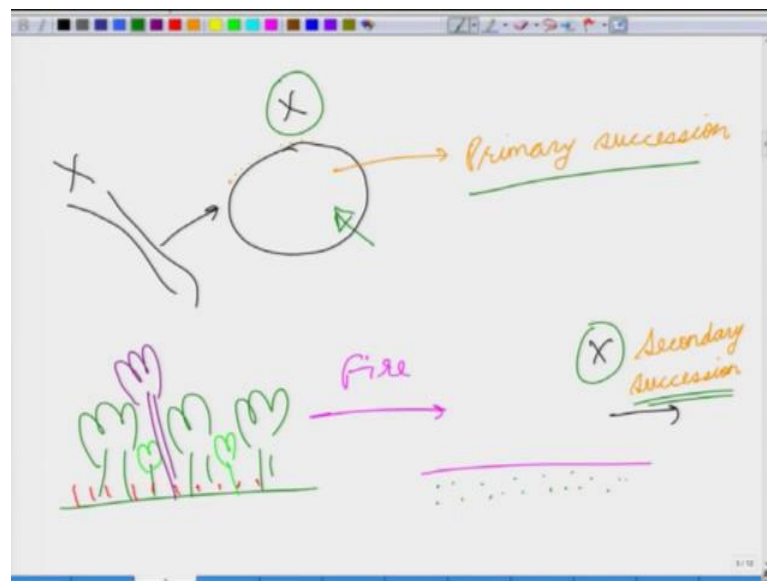 B I
X
X
Primary succession
Fire
X
Secondary
succession